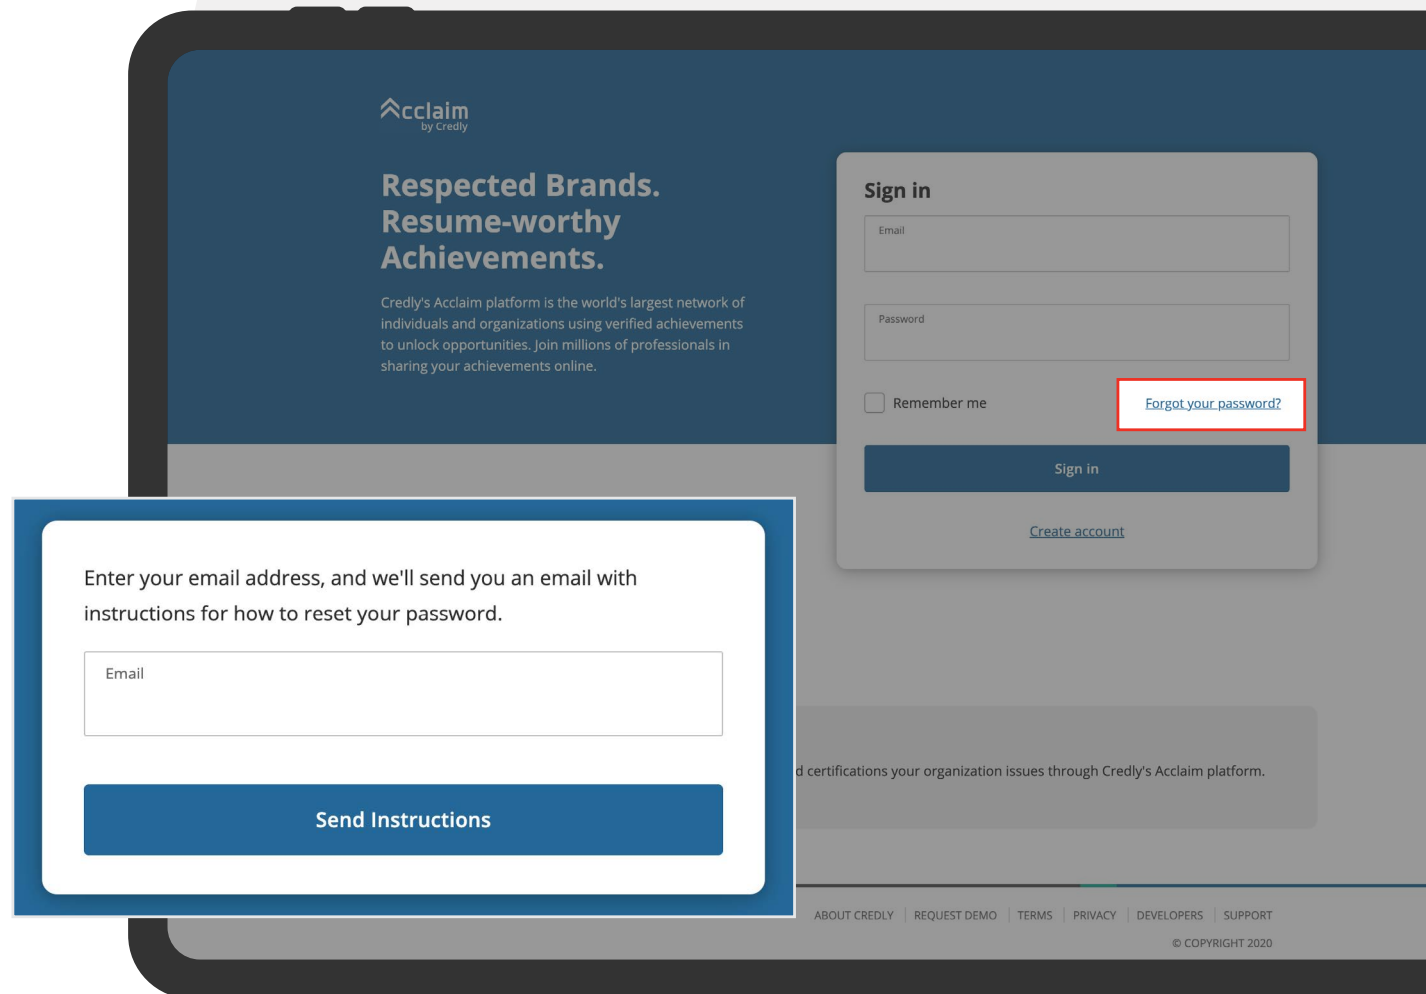 Acclaim
by Credly
Respected Brands.
Resume-worthy
Achievements.
Credly's Acclaim platform is the world's largest network of
individuals and organizations using verified achievements
to unlock opportunities. Join millions of professionals in
sharing your achievements online.
Sign in
Email
Password
Remember me
Forgot your password?
Sign in
Create account
Enter your email address, and we'll send you an email with
instructions for how to reset your password.
Email
Send Instructions
certifications your organization issues through Credly's Acclaim platform.
ABOUT CREDLY | REQUEST DEMO | TERMS | PRIVACY | DEVELOPERS | SUPPORT
© COPYRIGHT 2020